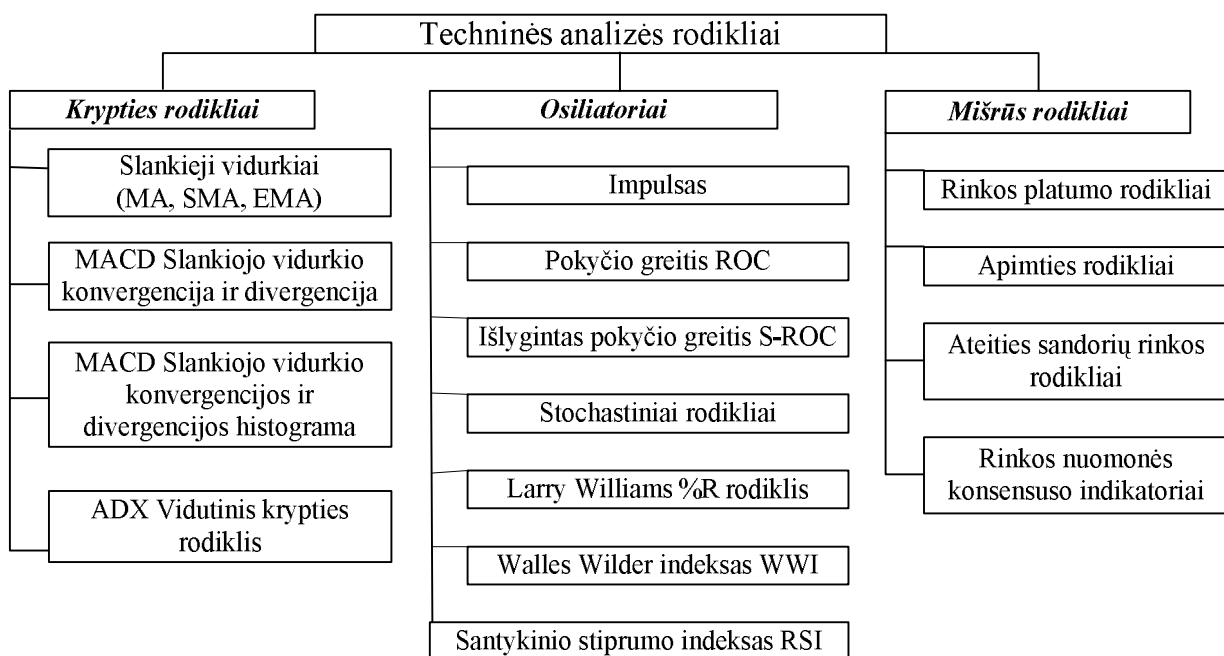 Techninės analizės rodikliai
Krypties rodikliai
Slankieji vidurkiai
(MA, SMA, EMA)
MACD Slankiojo vidurkio
konvergencija ir divergencija
MACD Slankiojo vidurkio
konvergencijos ir
divergencijos histograma
ADX Vidutinis krypties
rodiklis
Osiliatoriai
Impulsas
Pokyčio greitis ROC
Išlygintas pokyčio greitis S-ROC
Stochastiniai rodikliai
Larry Williams %R rodiklis
Walles Wilder indeksas WWI
Santykinio stiprumo indeksas RSI
Mišrūs rodikliai
Rinkos platumo rodikliai
Apimties rodikliai
Ateities sandorių rinkos
rodikliai
Rinkos nuomonės
konsensuso indikatoriai